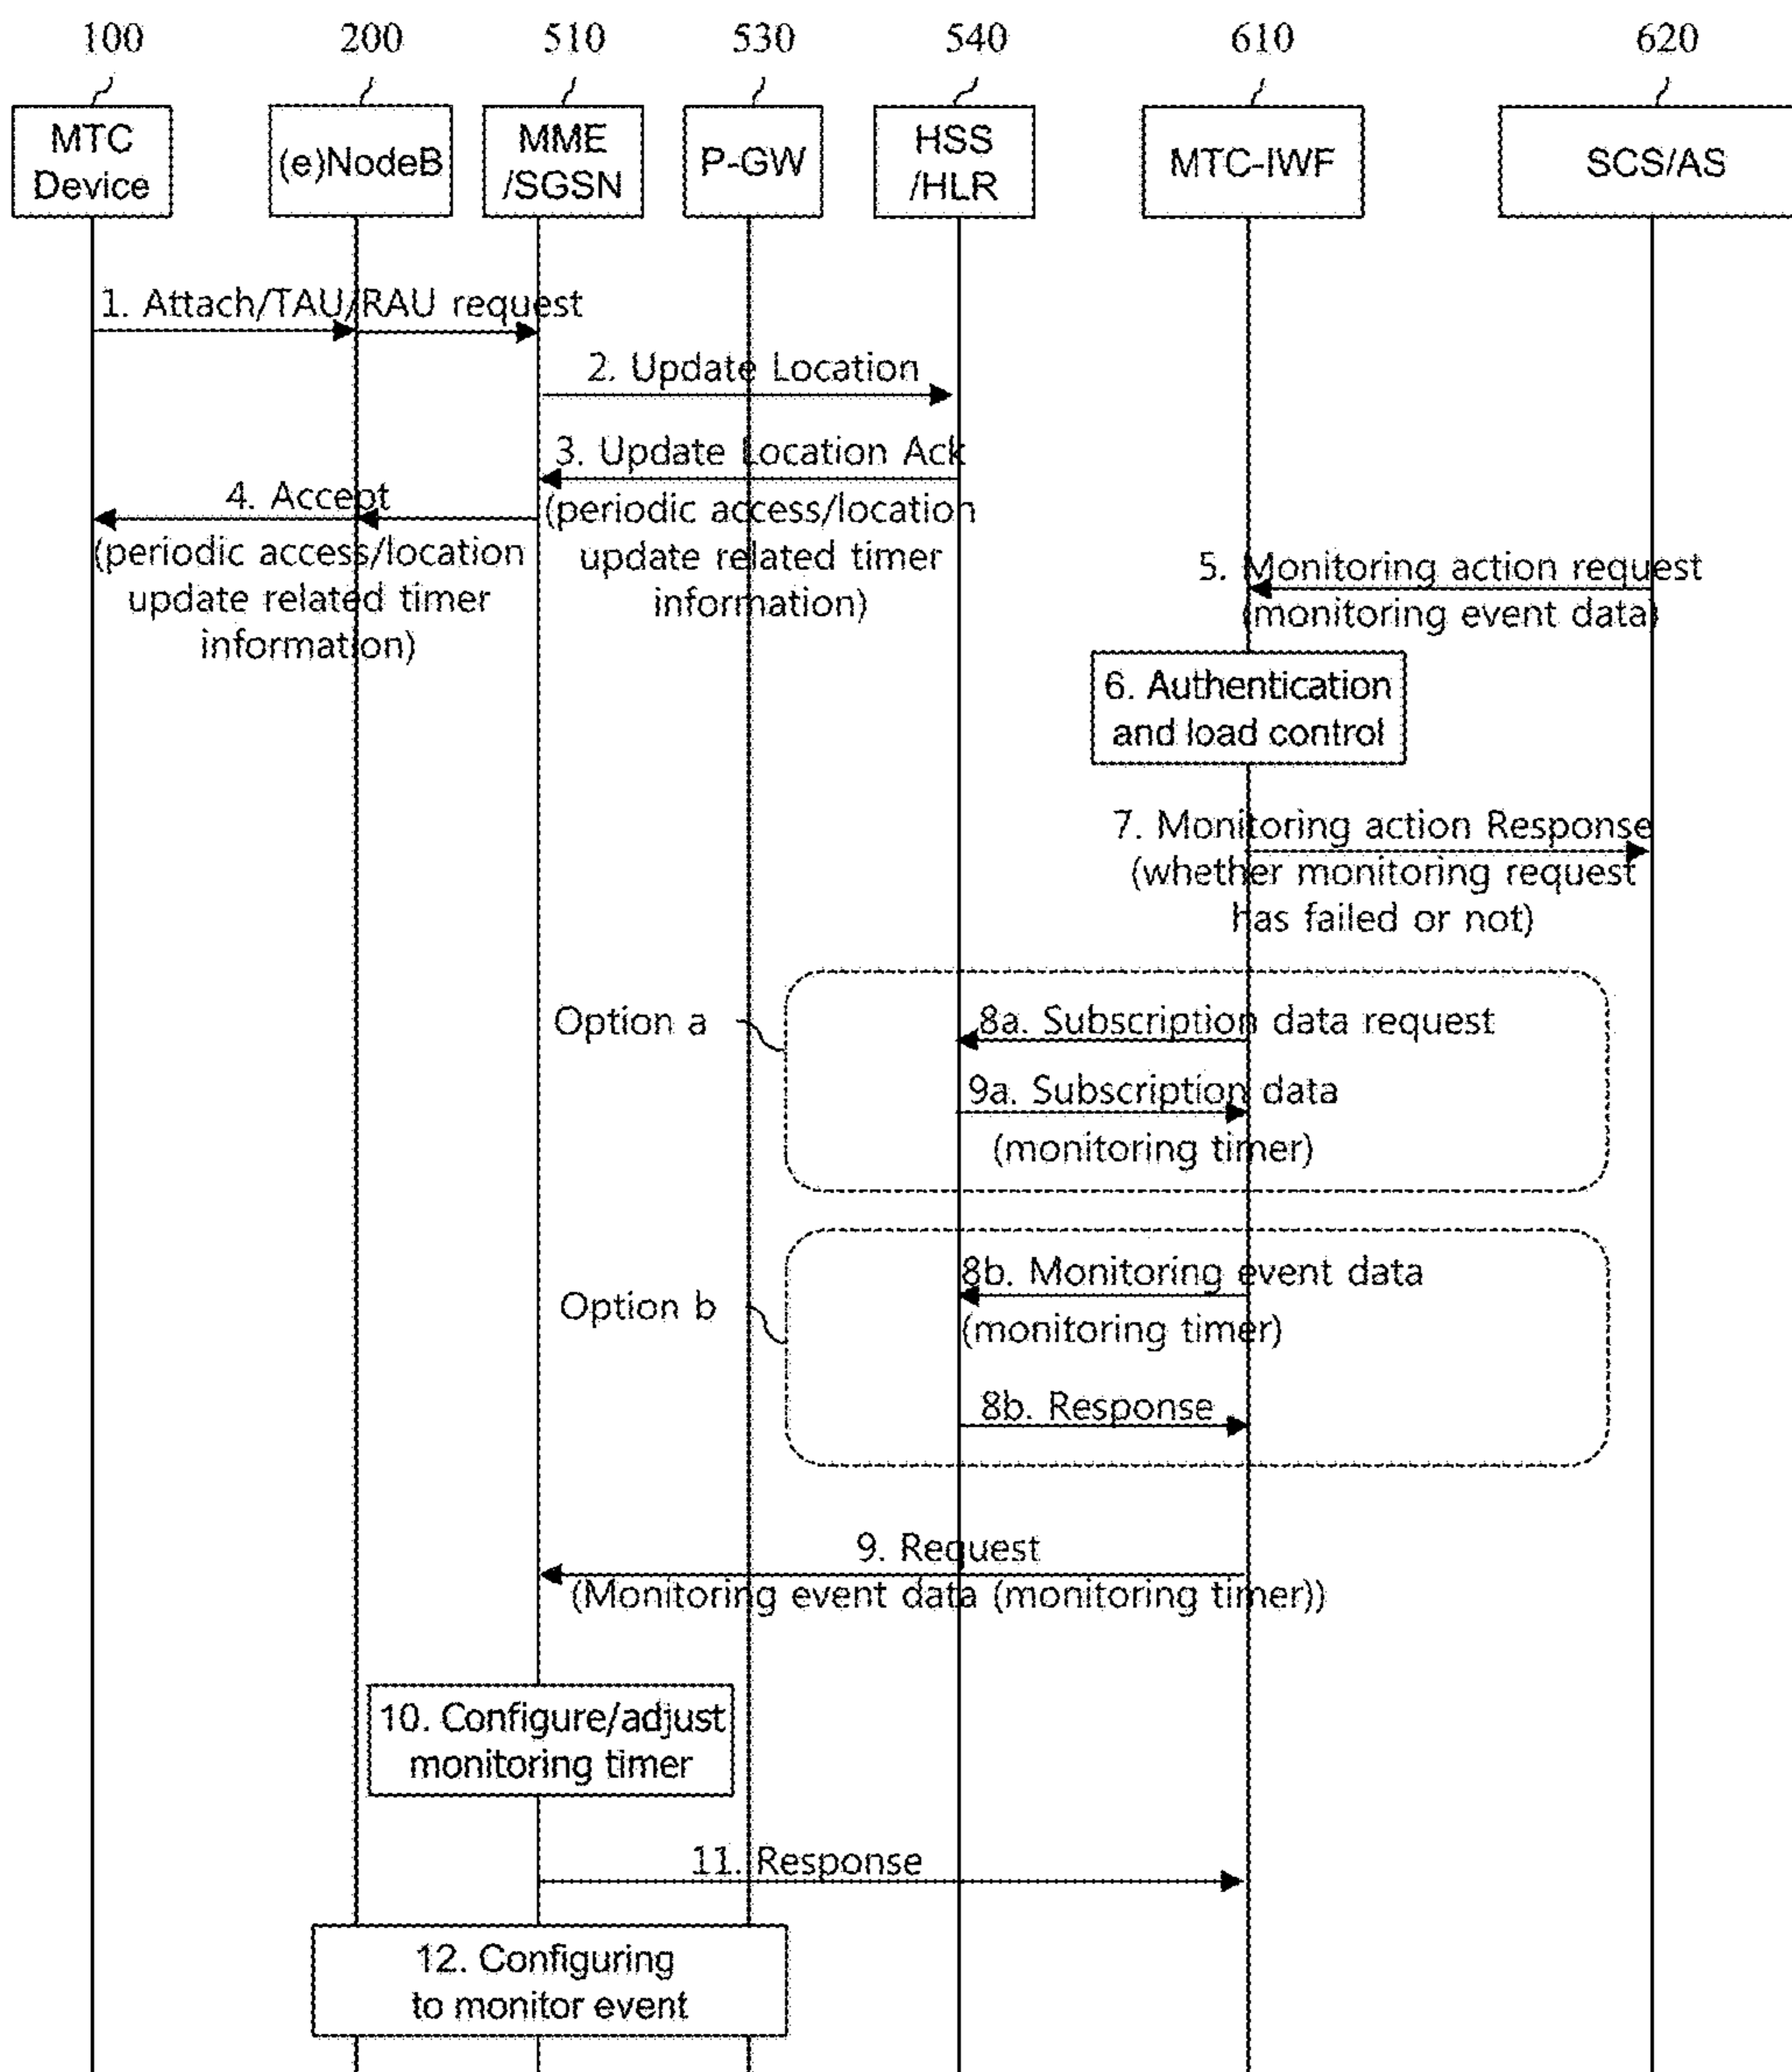 100 200 510 530 540 610 620
MTC
Device
(e)NodeB
MME
/SGSN
P-GW
HSS
/HLR
MTC-IWF
SCS/AS
1. Attach/TAU/RAU request
2. Update Location
3. Update Location Ack
(periodic access/location
update related timer
information)
4. Accept
(periodic access/location
update related timer
information)
5. Monitoring action request
(monitoring event data)
6. Authentication
and load control
7. Monitoring action Response
(whether monitoring request
has failed or not)
Option a
8a. Subscription data request
9a. Subscription data
(monitoring timer)
Option b
8b. Monitoring event data
(monitoring timer)
8b. Response
9. Request
(Monitoring event data (monitoring timer))
10. Configure/adjust
monitoring timer
11. Response
12. Configuring
to monitor event